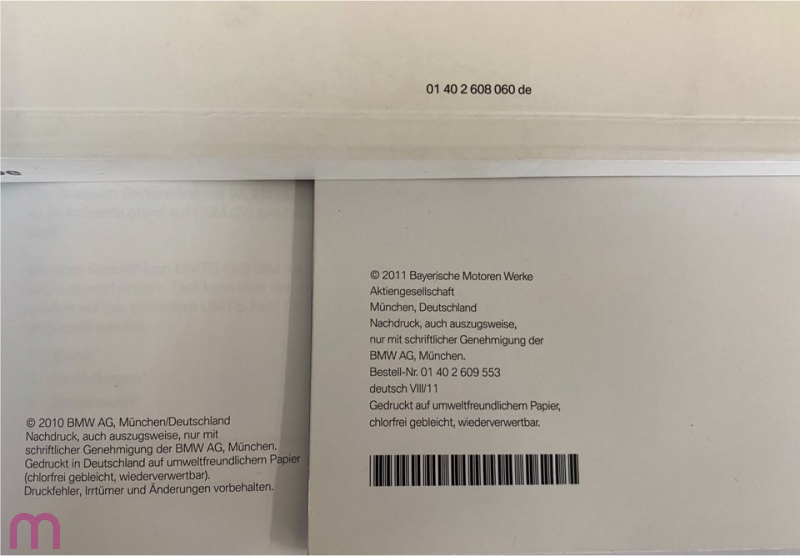 01 40 2 608 060 de
© 2011 Bayerische Motoren Werke
Aktiengesellschaft
München, Deutschland
Nachdruck, auch auszugsweise,
nur mit schriftlicher Genehmigung der
BMW AG, München.
Bestell-Nr. 01 40 2 609 553
deutsch VIII/11
Gedruckt auf umweltfreundlichem Papier,
chlorfrei gebleicht, wiederverwertbar.
© 2010 BMW AG, München/Deutschland
Nachdruck, auch auszugsweise, nur mit
schriftlicher Genehmigung der BMW AG, München.
Gedruckt in Deutschland auf umweltfreundlichem Papier
(chlorfrei gebleicht, wiederverwertbar).
Druckfehler, Irrtümer und Änderungen vorbehalten.
m